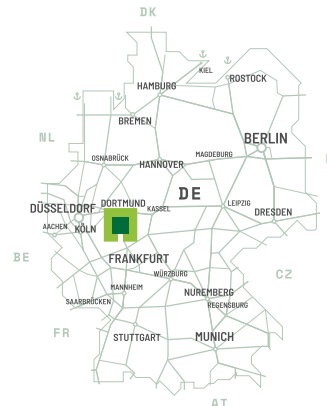 DK
KIEL
ROSTOCK
HAMBURG
BREMEN
NL
BERLIN
OSNABRÜCK
HANNOVER
MAGDEBURG
DE
DÜSSELDORF
DORTMUND
KASSEL
LEIPZIG
DRESDEN
AACHEN
KÖLN
BE
FRANKFURT
WÜRZBURG
CZ
MANNHEIM
NUREMBERG
SAARBRÜCKEN
REGENSBURG
FR
STUTTGART
MUNICH
AT